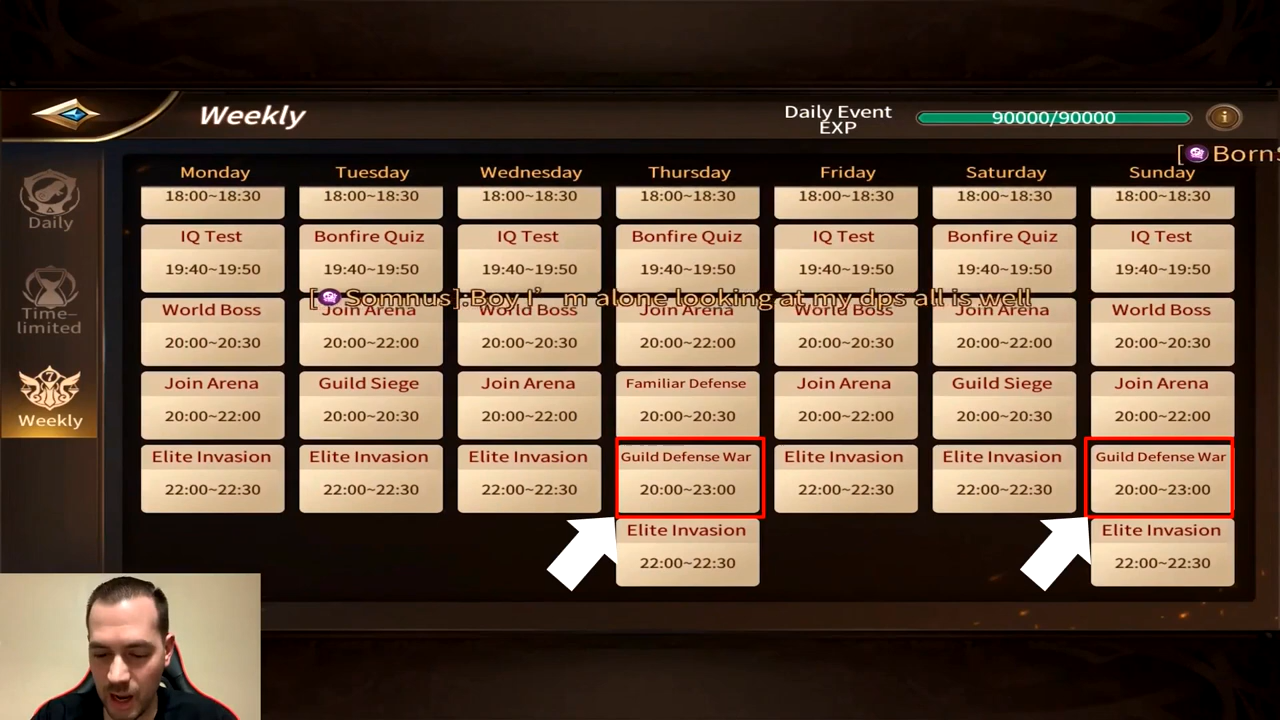 Weekly
Daily Event
EXP
90000/90000
i
[BornS
Daily
Time-
limited
7
Weekly
Monday Tuesday Wednesday Thursday Friday Saturday Sunday
18:00~18:30 18:00~18:30 18:00~18:30 18:00~18:30 18:00~18:30 18:00~18:30 18:00~18:30
IQ Test Bonfire Quiz IQ Test Bonfire Quiz IQ Test Bonfire Quiz IQ Test
19:40~19:50 19:40~19:50 19:40~19:50 19:40~19:50 19:40~19:50 19:40~19:50 19:40~19:50
[Somnus]:Boy I’m alone looking at my dps all is well
World Boss Join Arena World Boss Join Arena World Boss Join Arena World Boss
20:00~20:30 20:00~22:00 20:00~20:30 20:00~22:00 20:00~20:30 20:00~22:00 20:00~20:30
Join Arena Guild Siege Join Arena Familiar Defense Join Arena Guild Siege Join Arena
20:00~22:00 20:00~20:30 20:00~22:00 20:00~20:30 20:00~22:00 20:00~20:30 20:00~22:00
Elite Invasion Elite Invasion Elite Invasion Guild Defense War Elite Invasion Elite Invasion Guild Defense War
22:00~22:30 22:00~22:30 22:00~22:30 20:00~23:00 22:00~22:30 22:00~22:30 20:00~23:00
Elite Invasion Elite Invasion
22:00~22:30 22:00~22:30